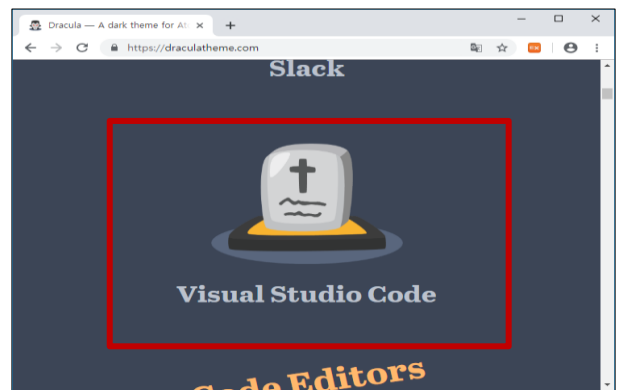 Dracula — A dark theme for At
https://draculatheme.com
Slack
Visual Studio Code
Code Editors